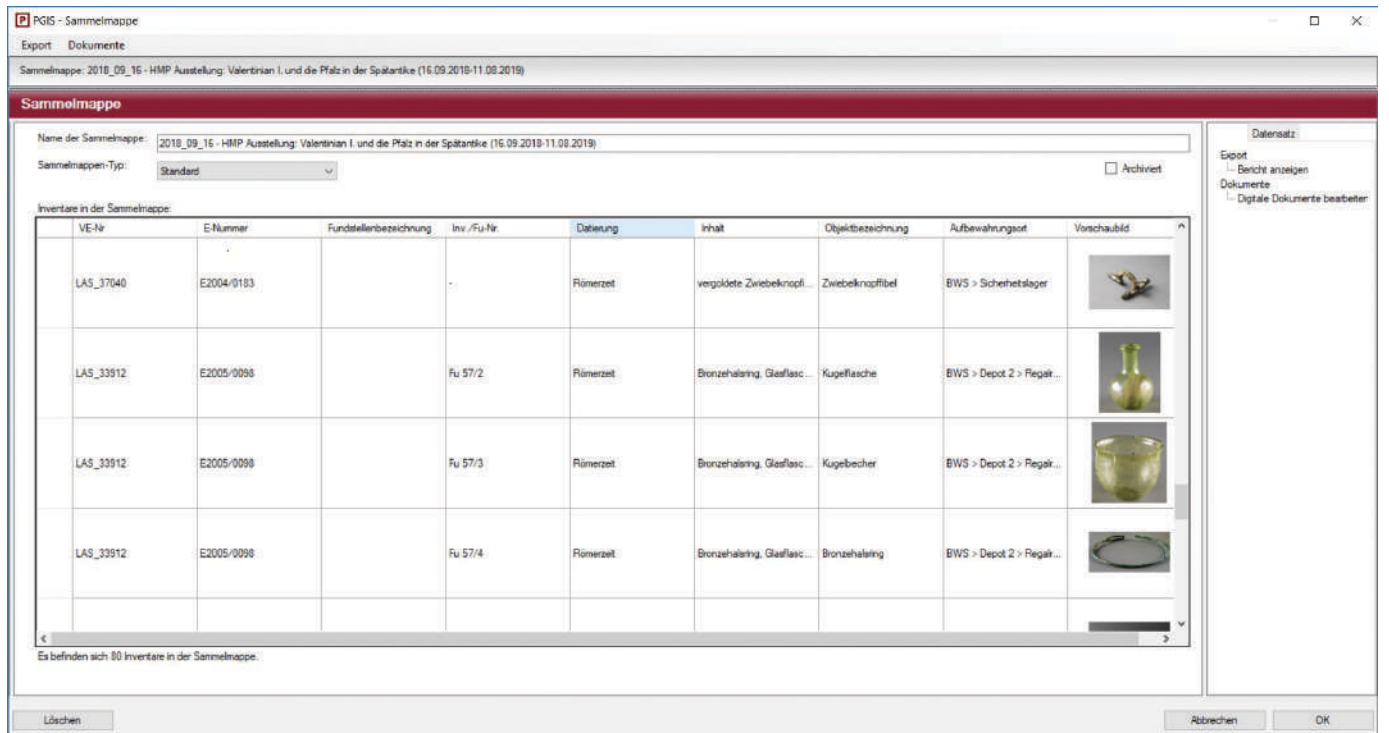 PGIS - Sammelmappe
Export Dokumente
Sammelmappe: 2018_09_16 - HMP Ausstellung: Valentinian I. und die Pfalz in der Spätantike (16.09.2018-11.08.2019)
Sammelmappe
Name der Sammelmappe: 2018_09_16 - HMP Ausstellung: Valentinian I. und die Pfalz in der Spätantike (16.09.2018-11.08.2019)
Sammelmappen-Typ: Standard Archiviert
Inventare in der Sammelmappe:
VE-Nr E-Nummer Fundstellenbezeichnung Inv./Fu-Nr. Datierung Inhalt Objektbezeichnung Aufbewahrungsort Vorschaubild
LAS_37040 E2004/0183 - Römerzeit vergoldete Zwiebelknopfi... Zwiebelknopffibel BWS > Sicherheitslager
LAS_33912 E2005/0098 Fu 57/2 Römerzeit Bronzehalsring, Glasflasc... Kugelflasche BWS > Depot 2 > Regalr...
LAS_33912 E2005/0098 Fu 57/3 Römerzeit Bronzehalsring, Glasflasc... Kugelbecher BWS > Depot 2 > Regalr...
LAS_33912 E2005/0098 Fu 57/4 Römerzeit Bronzehalsring, Glasflasc... Bronzehalsring BWS > Depot 2 > Regalr...
Es befinden sich 80 Inventare in der Sammelmappe.
Datensatz
Export
Bericht anzeigen
Dokumente
Digitale Dokumente bearbeiten
Löschen Abbrechen OK